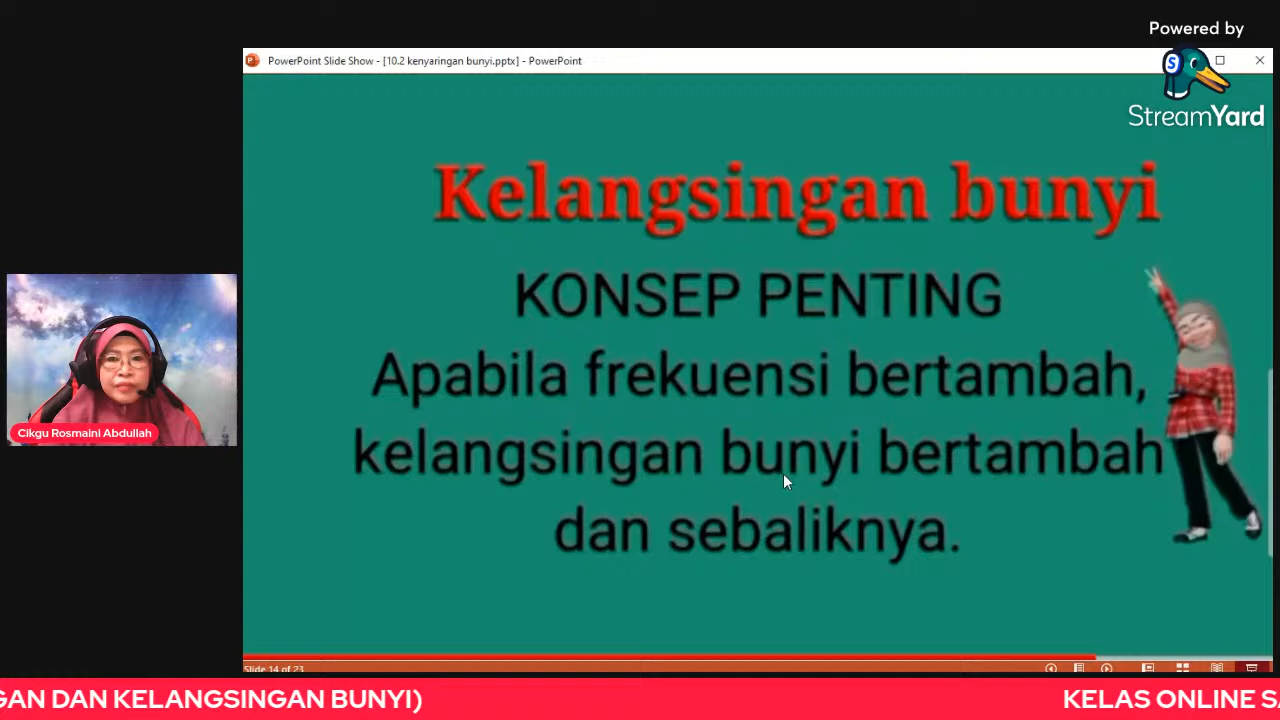 Powered by
StreamYard
PowerPoint Slide Show - [10.2 kenyaringan bunyi.pptx] - PowerPoint
Kelangsingan bunyi
KONSEP PENTING
Apabila frekuensi bertambah,
kelangsingan bunyi bertambah
dan sebaliknya.
Cikgu Rosmaini Abdullah
Slide 14 of 23
GAN DAN KELANGSINGAN BUNYI)
KELAS ONLINE SA